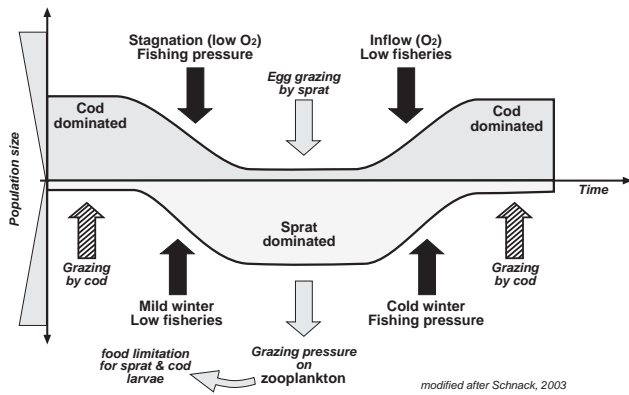 Stagnation (low O2)
Fishing pressure
Inflow (O2)
Low fisheries
Egg grazing
by sprat
Cod
dominated
Cod
dominated
Population size
Time
Sprat
dominated
Grazing
by cod
Grazing
by cod
Mild winter
Low fisheries
Cold winter
Fishing pressure
food limitation
for sprat & cod
larvae
Grazing pressure
on
zooplankton
modified after Schnack, 2003